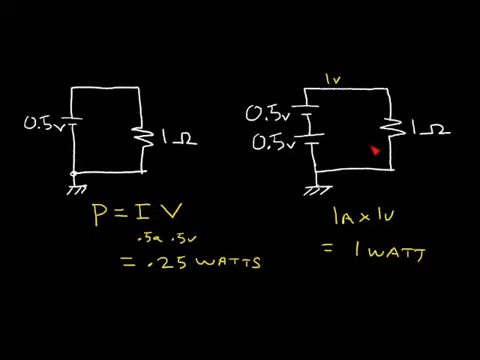 0.5v
1Ω
P = I V
.5a .5v
= .25 WATTS
1v
0.5v
0.5v
1Ω
1A x 1v
= 1 WATT